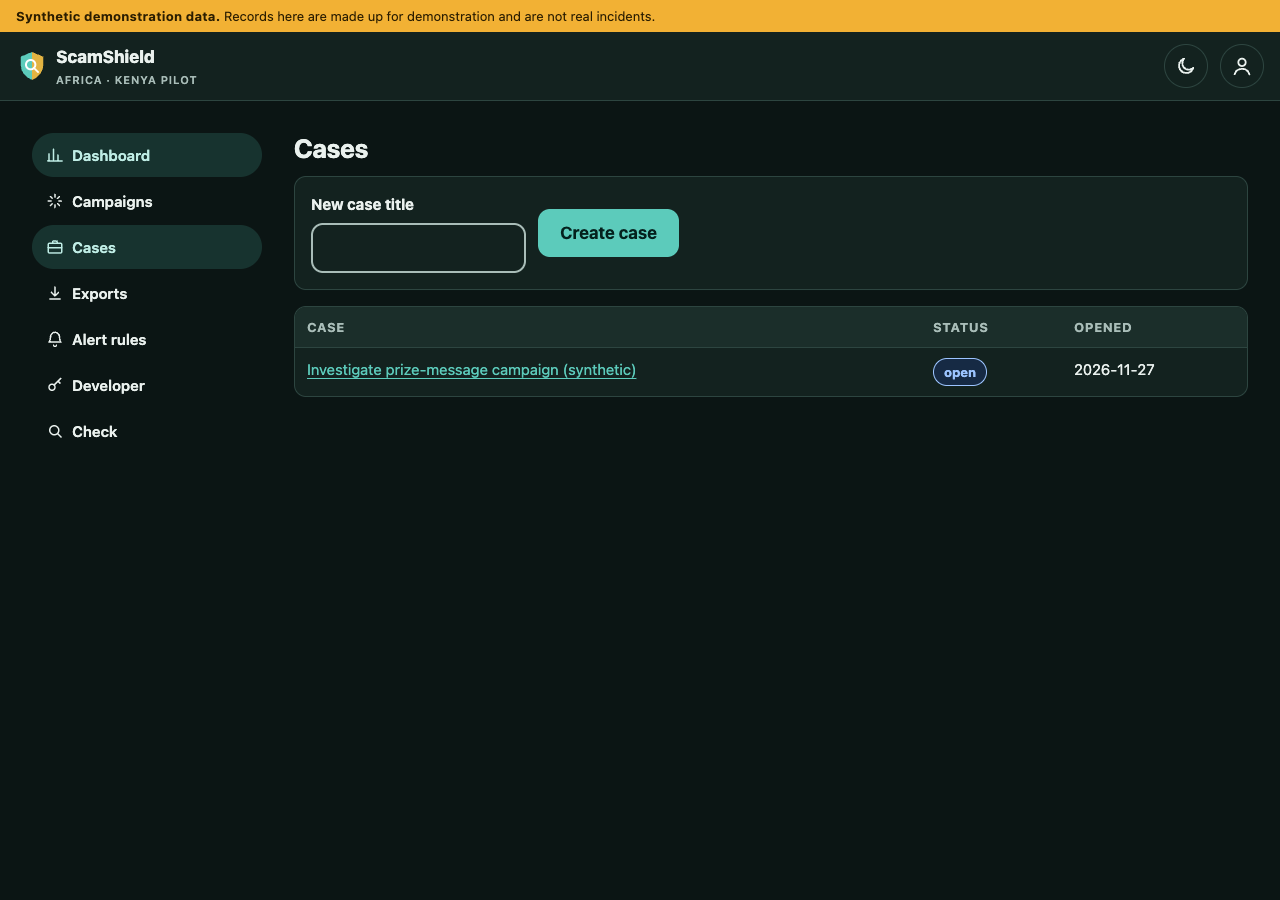 Synthetic demonstration data. Records here are made up for demonstration and are not real incidents.
ScamShield
AFRICA · KENYA PILOT
Dashboard
Campaigns
Cases
Exports
Alert rules
Developer
Check
Cases
New case title
Create case
CASE STATUS OPENED
Investigate prize-message campaign (synthetic) open 2026-11-27